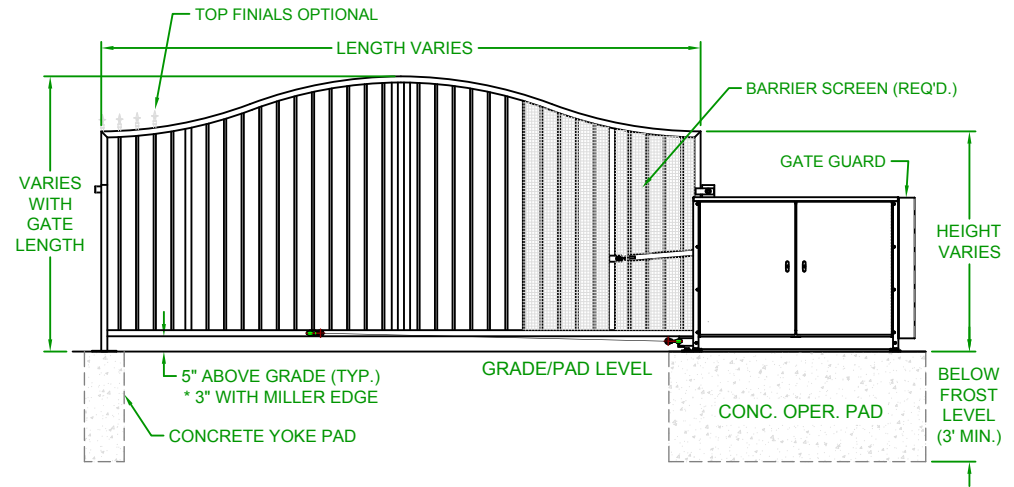 TOP FINIALS OPTIONAL
LENGTH VARIES
BARRIER SCREEN (REQ'D.)
GATE GUARD
VARIES
WITH
GATE
LENGTH
HEIGHT
VARIES
5" ABOVE GRADE (TYP.)
* 3" WITH MILLER EDGE
GRADE/PAD LEVEL
CONC. OPER. PAD
BELOW
FROST
LEVEL
(3' MIN.)
CONCRETE YOKE PAD